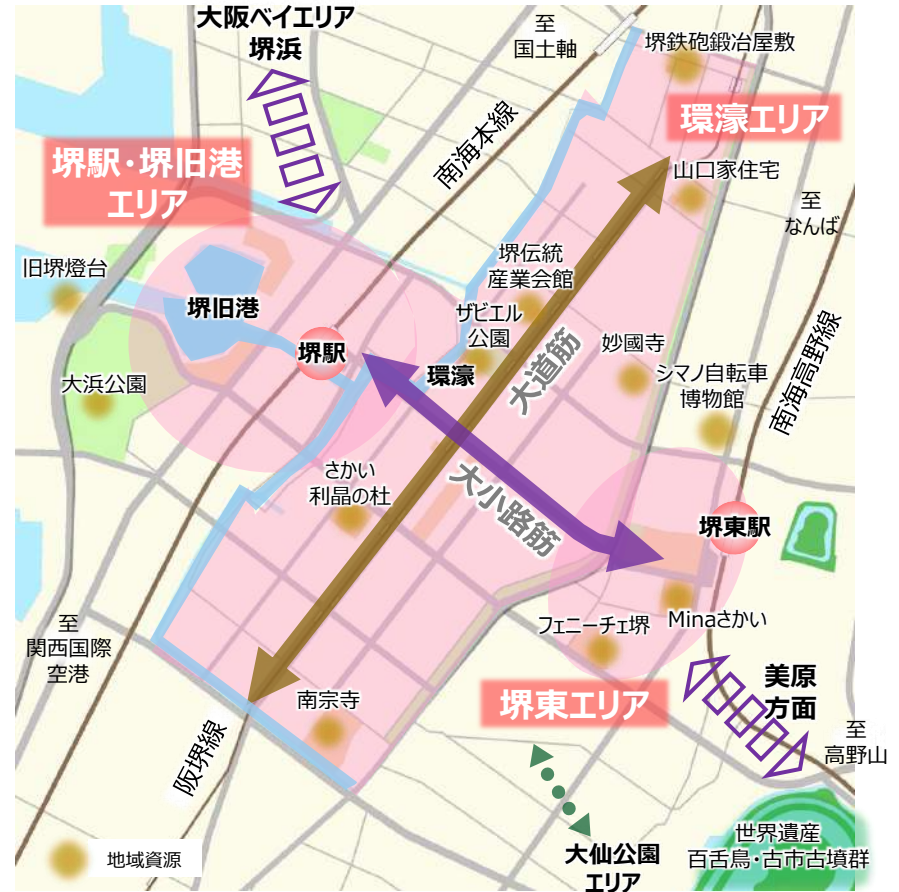 大阪ベイエリア
堺浜
至
国土軸
堺鉄砲鍛冶屋敷
環濠エリア
南海本線
堺駅・堺旧港
エリア
山口家住宅
至
なんば
旧堺燈台
堺伝統
産業会館
堺旧港
ザビエル
公園
堺駅
環濠
妙國寺
大道筋
シマノ自転車
博物館
南海高野線
大浜公園
さかい
利晶の杜
大小路筋
堺東駅
フェニーチェ堺
Minaさかい
至
関西国際
空港
堺東エリア
美原
方面
南宗寺
至
高野山
阪堺線
世界遺産
百舌鳥・古市古墳群
大仙公園
エリア
地域資源